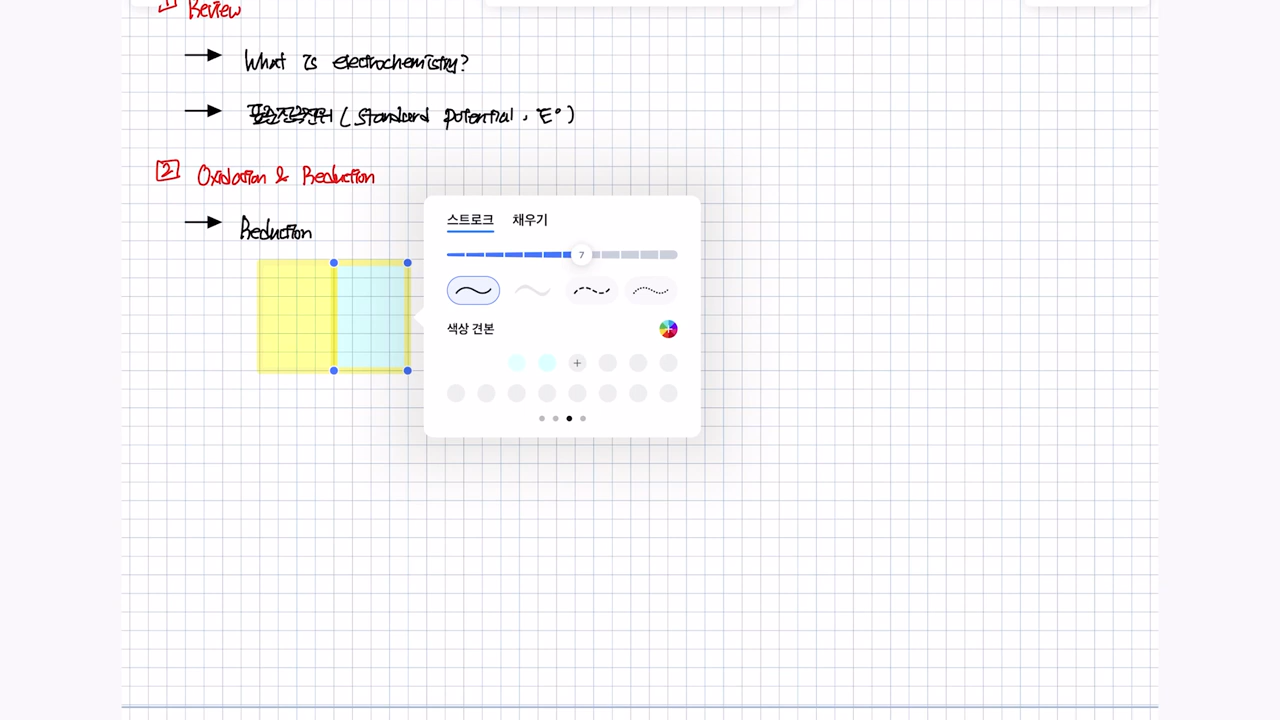 1 Review
→ What is electrochemistry?
→ 표준전극전위 (Standard potential, E°)
2 Oxidation & Reduction
→ Reduction
스트로크 채우기
7
색상 견본
+